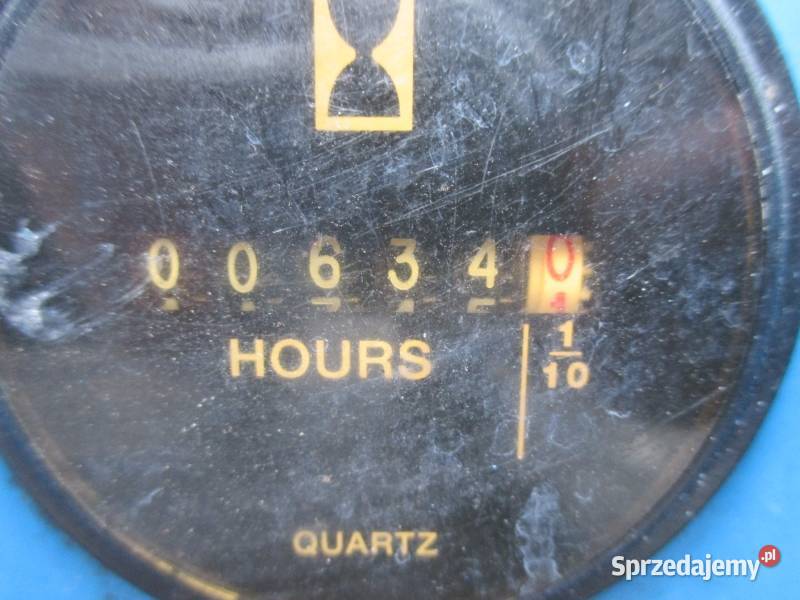 006340
HOURS
1
10
QUARTZ
Sprzedajemy.pl